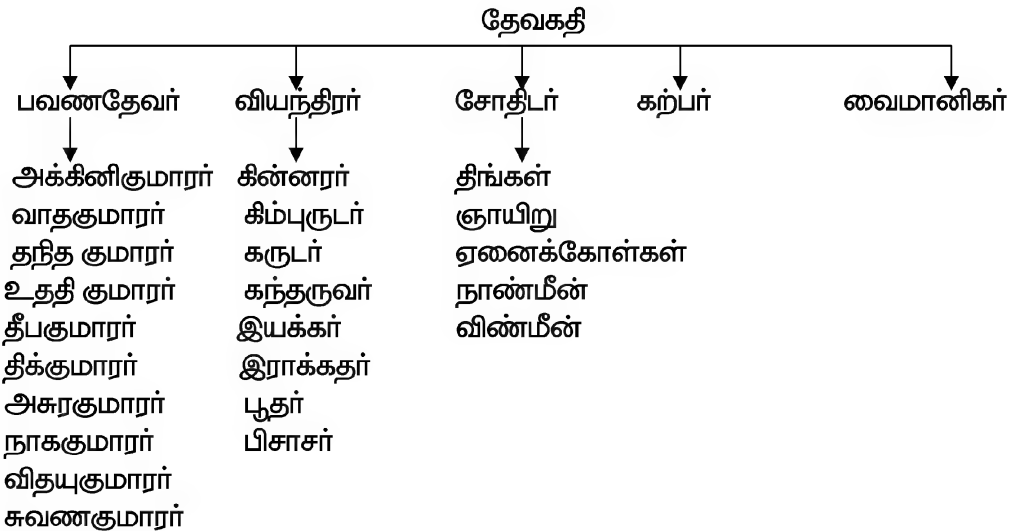 தேவகதி
பவணதேவர் வியந்திரர் சோதிடர் கற்பர் வைமானிகர்
அக்கினிகுமாரர் கின்னரர் திங்கள்
வாதகுமாரர் கிம்புருடர் ஞாயிறு
தநித குமாரர் கருடர் ஏனைக்கோள்கள்
உததி குமாரர் கந்தருவர் நாண்மீன்
தீபகுமாரர் இயக்கர் விண்மீன்
திக்குமாரர் இராக்கதர்
அசுரகுமாரர் பூதர்
நாககுமாரர் பிசாசர்
விதயுகுமாரர்
சுவணகுமாரர்